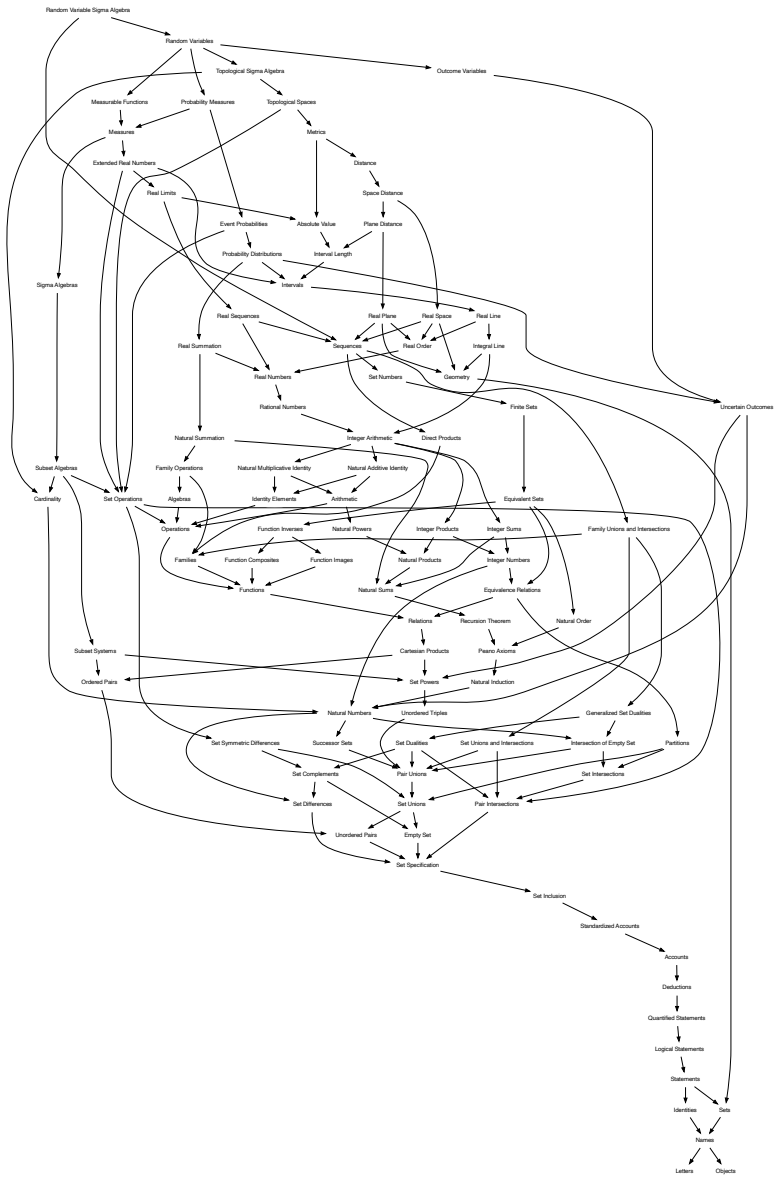 Random Variable Sigma Algebra
Random Variables
Topological Sigma Algebra
Outcome Variables
Measurable Functions
Probability Measures
Topological Spaces
Measures
Metrics
Extended Real Numbers
Distance
Real Limits
Space Distance
Event Probabilities
Absolute Value
Plane Distance
Probability Distributions
Interval Length
Sigma Algebras
Intervals
Real Sequences
Real Plane
Real Space
Real Line
Real Summation
Sequences
Real Order
Integral Line
Real Numbers
Set Numbers
Geometry
Rational Numbers
Finite Sets
Uncertain Outcomes
Natural Summation
Integer Arithmetic
Direct Products
Subset Algebras
Family Operations
Natural Multiplicative Identity
Natural Additive Identity
Cardinality
Set Operations
Algebras
Identity Elements
Arithmetic
Equivalent Sets
Operations
Function Inverses
Natural Powers
Integer Products
Integer Sums
Family Unions and Intersections
Families
Function Composites
Function Images
Natural Products
Integer Numbers
Functions
Natural Sums
Equivalence Relations
Relations
Recursion Theorem
Natural Order
Subset Systems
Cartesian Products
Peano Axioms
Ordered Pairs
Set Powers
Natural Induction
Natural Numbers
Unordered Triples
Generalized Set Dualities
Set Symmetric Differences
Successor Sets
Set Dualities
Set Unions and Intersections
Intersection of Empty Set
Partitions
Set Complements
Pair Unions
Set Intersections
Set Differences
Set Unions
Pair Intersections
Unordered Pairs
Empty Set
Set Specification
Set Inclusion
Standardized Accounts
Accounts
Deductions
Quantified Statements
Logical Statements
Statements
Identities
Sets
Names
Letters
Objects